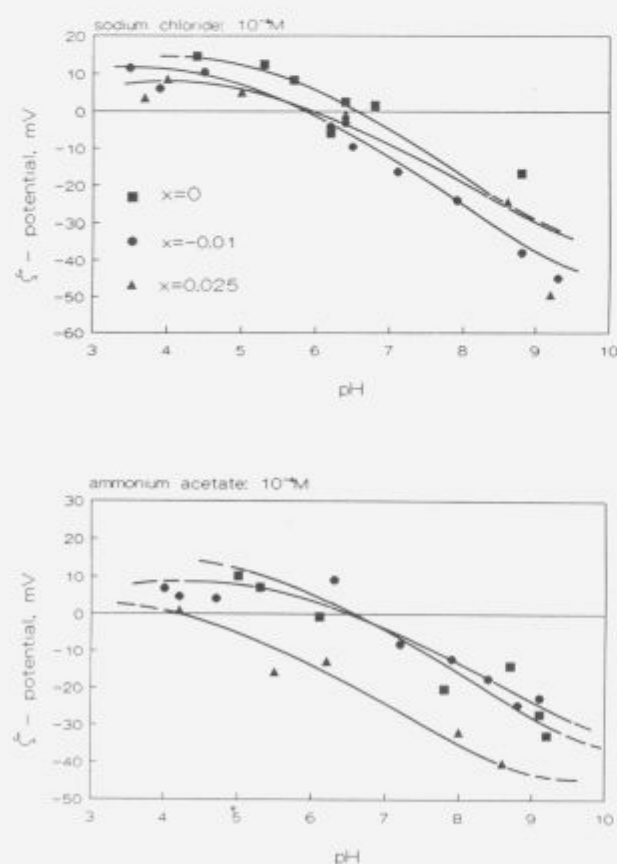 sodium chloride: 10⁻⁴M
20
10
0
-10
-20
-30
-40
-50
-60
ζ - potential, mV
x=0
x=-0.01
x=0.025
3 4 5 6 7 8 9 10
pH
ammonium acetate: 10⁻⁴M
30
20
10
0
-10
-20
-30
-40
-50
ζ - potential, mV
3 4 5 6 7 8 9 10
pH